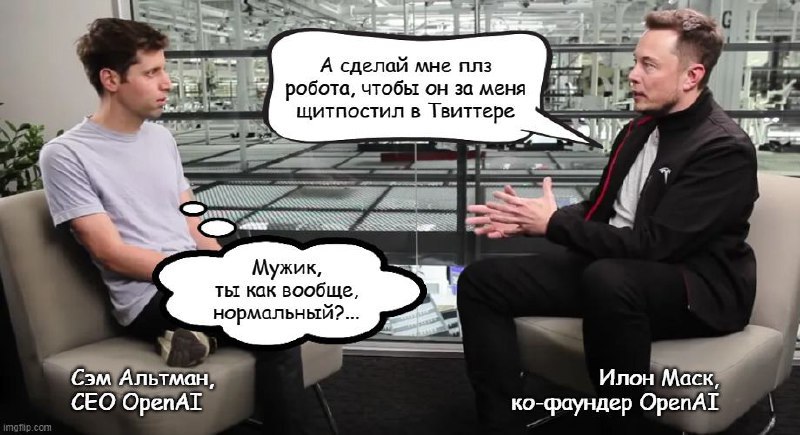 А сделай мне плз
робота, чтобы он за меня
щитпостил в Твиттере
Мужик,
ты как вообще,
нормальный?...
Сэм Альтман,
CEO OpenAI
Илон Маск,
ко-фаундер OpenAI
imgflip.com